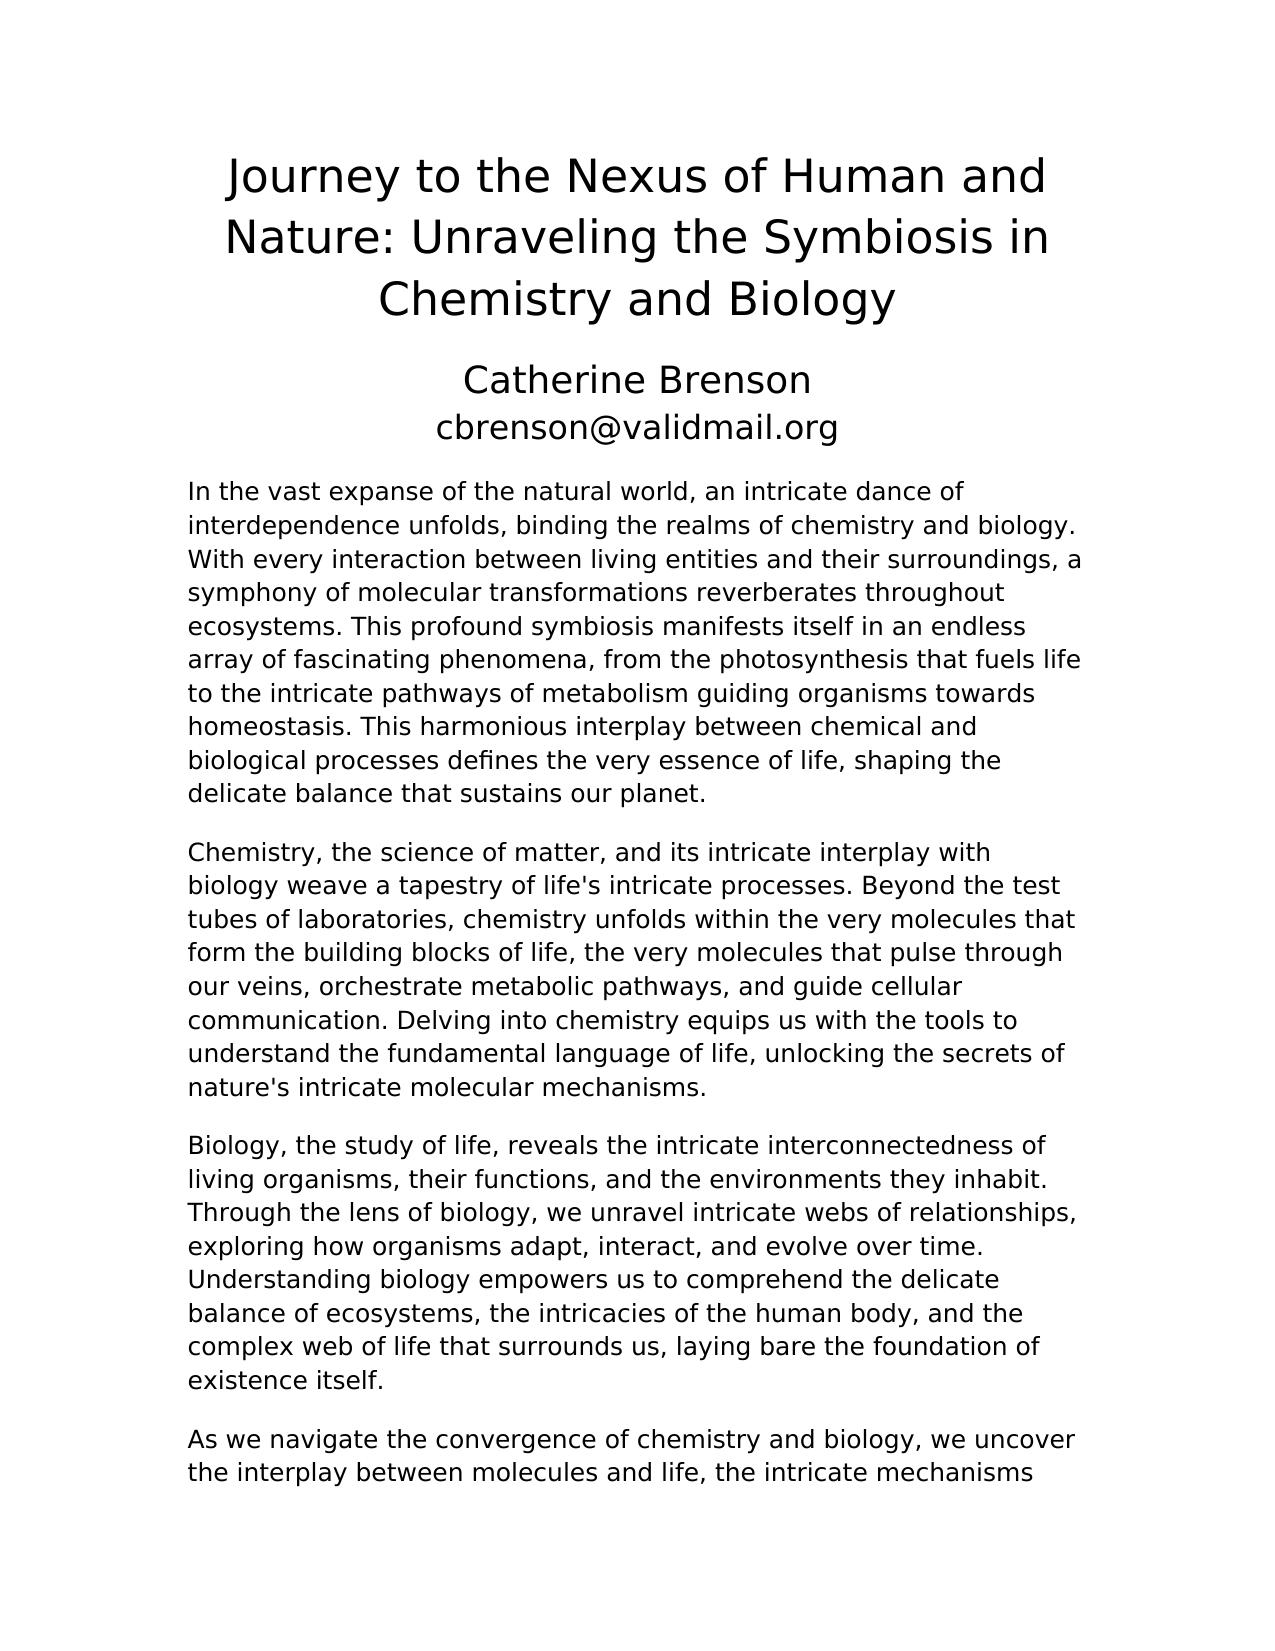 Journey to the Nexus of Human and
Nature: Unraveling the Symbiosis in
Chemistry and Biology
Catherine Brenson
cbrenson@validmail.org
In the vast expanse of the natural world, an intricate dance of
interdependence unfolds, binding the realms of chemistry and biology.
With every interaction between living entities and their surroundings, a
symphony of molecular transformations reverberates throughout
ecosystems. This profound symbiosis manifests itself in an endless
array of fascinating phenomena, from the photosynthesis that fuels life
to the intricate pathways of metabolism guiding organisms towards
homeostasis. This harmonious interplay between chemical and
biological processes defines the very essence of life, shaping the
delicate balance that sustains our planet.
Chemistry, the science of matter, and its intricate interplay with
biology weave a tapestry of life's intricate processes. Beyond the test
tubes of laboratories, chemistry unfolds within the very molecules that
form the building blocks of life, the very molecules that pulse through
our veins, orchestrate metabolic pathways, and guide cellular
communication. Delving into chemistry equips us with the tools to
understand the fundamental language of life, unlocking the secrets of
nature's intricate molecular mechanisms.
Biology, the study of life, reveals the intricate interconnectedness of
living organisms, their functions, and the environments they inhabit.
Through the lens of biology, we unravel intricate webs of relationships,
exploring how organisms adapt, interact, and evolve over time.
Understanding biology empowers us to comprehend the delicate
balance of ecosystems, the intricacies of the human body, and the
complex web of life that surrounds us, laying bare the foundation of
existence itself.
As we navigate the convergence of chemistry and biology, we uncover
the interplay between molecules and life, the intricate mechanisms